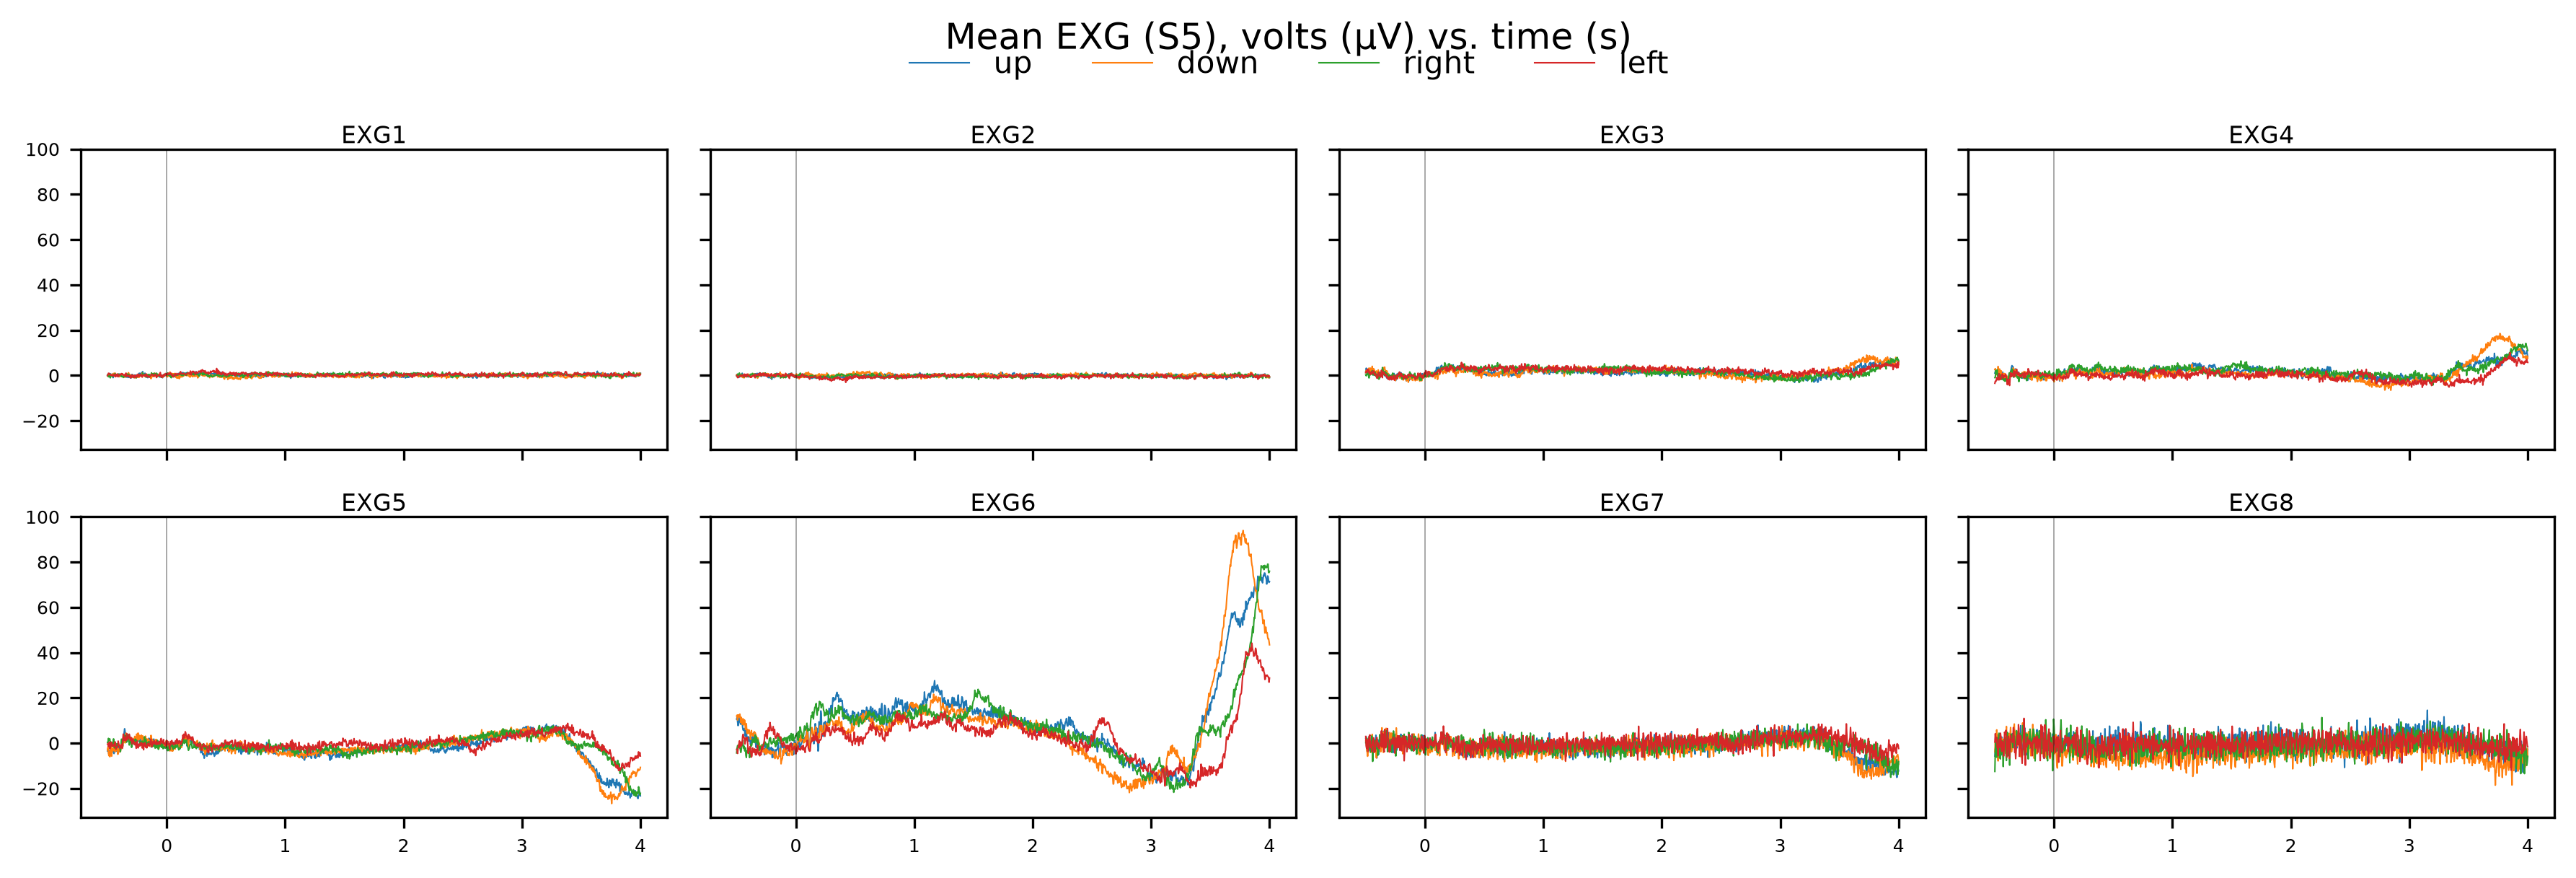 Mean EXG (S5), volts (µV) vs. time (s)
up down right left
EXG1 EXG2 EXG3 EXG4
100
80
60
40
20
0
−20
EXG5 EXG6 EXG7 EXG8
100
80
60
40
20
0
−20
0 1 2 3 4 0 1 2 3 4 0 1 2 3 4 0 1 2 3 4